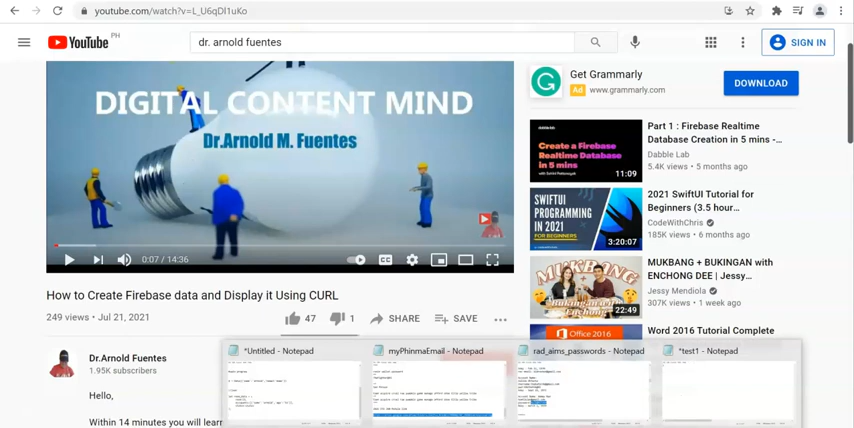 youtube.com/watch?v=L_U6qDl1uKo
YouTube PH
dr. arnold fuentes
SIGN IN
DIGITAL CONTENT MIND
Dr.Arnold M. Fuentes
0:07 / 14:36
CC
How to Create Firebase data and Display it Using CURL
249 views • Jul 21, 2021
47
1
SHARE
SAVE
Dr.Arnold Fuentes
1.95K subscribers
Hello,
Within 14 minutes you will learn
Get Grammarly
Ad www.grammarly.com
DOWNLOAD
Create a Firebase
Realtime Database
in 5 mins
11:09
Part 1 : Firebase Realtime
Database Creation in 5 mins -...
Dabble Lab
5.4K views • 5 months ago
SWIFTUI
PROGRAMMING
IN 2021
FOR BEGINNERS
3:20:07
2021 SwiftUI Tutorial for
Beginners (3.5 hour...
CodeWithChris
185K views • 6 months ago
22:49
MUKBANG + BUKINGAN with
ENCHONG DEE | Jessy...
Jessy Mendiola
307K views • 1 week ago
Office 2016
Word 2016 Tutorial Complete
*Untitled - Notepad
myPhinmaEmail - Notepad
rad_aims_passwords - Notepad
*test1 - Notepad